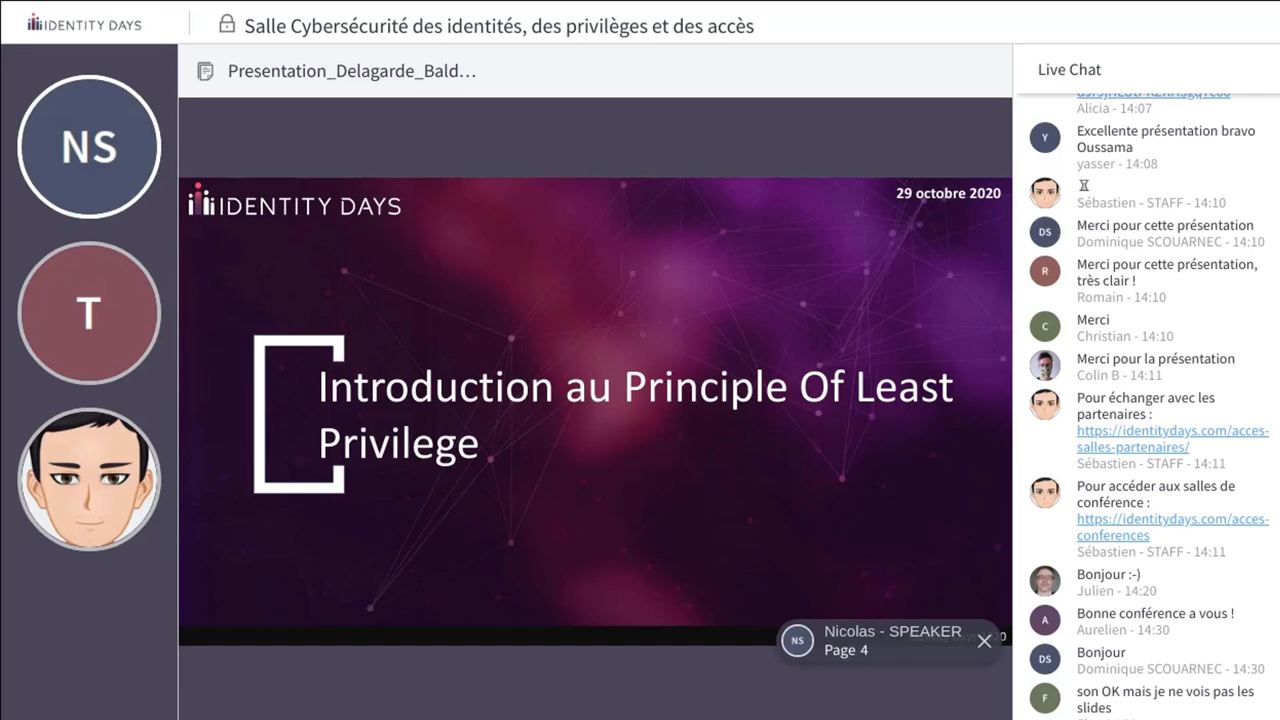 IDENTITY DAYS
Salle Cybersécurité des identités, des privilèges et des accès
NS
T
Presentation_Delagarde_Bald...
IDENTITY DAYS
29 octobre 2020
Introduction au Principle Of Least
Privilege
NS
Nicolas - SPEAKER
Page 4
20
Live Chat
Alicia - 14:07
Y
Excellente présentation bravo
Oussama
yasser - 14:08
⌛
Sébastien - STAFF - 14:10
DS
Merci pour cette présentation
Dominique SCOUARNEC - 14:10
R
Merci pour cette présentation,
très clair !
Romain - 14:10
C
Merci
Christian - 14:10
Merci pour la présentation
Colin B - 14:11
Pour échanger avec les
partenaires :
https://identitydays.com/acces-
salles-partenaires/
Sébastien - STAFF - 14:11
Pour accéder aux salles de
conférence :
https://identitydays.com/acces-
conferences
Sébastien - STAFF - 14:11
Bonjour :-)
Julien - 14:20
A
Bonne conférence a vous !
Aurelien - 14:30
DS
Bonjour
Dominique SCOUARNEC - 14:30
F
son OK mais je ne vois pas les
slides